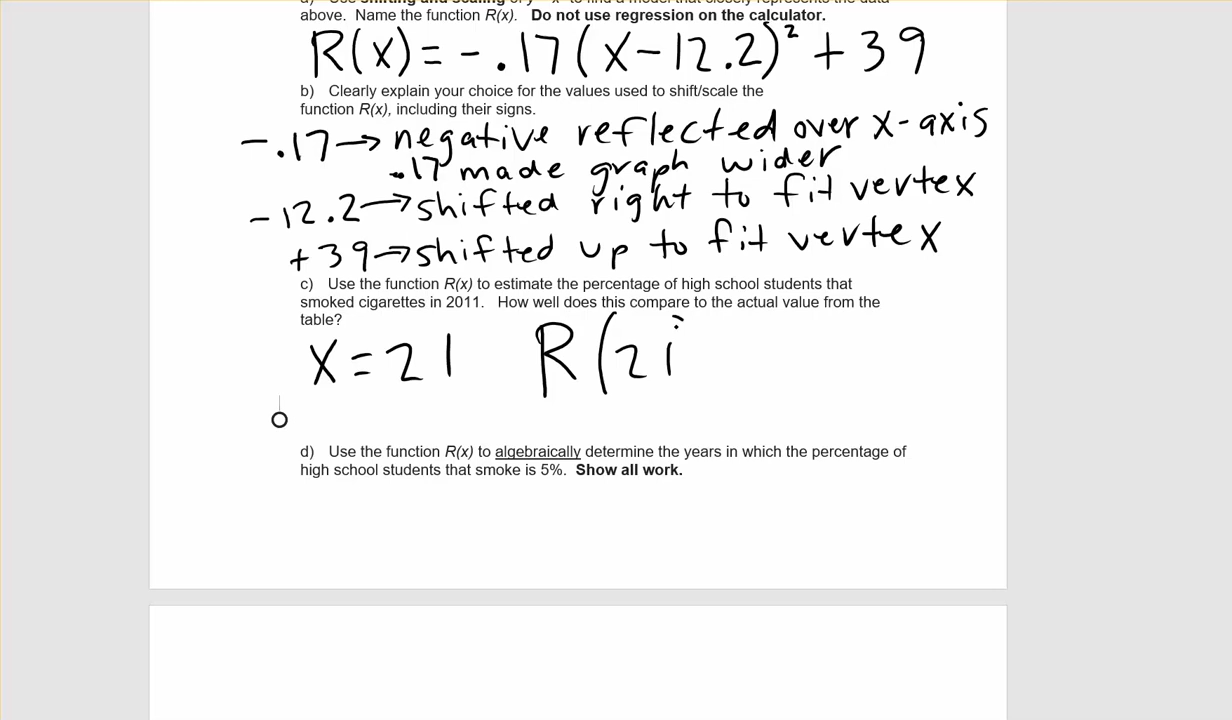 above. Name the function R(x). Do not use regression on the calculator.
R(x) = -.17(x-12.2)² + 39
b) Clearly explain your choice for the values used to shift/scale the
function R(x), including their signs.
-.17 → negative reflected over x-axis
.17 made graph wider
-12.2 → shifted right to fit vertex
+39 → shifted up to fit vertex
c) Use the function R(x) to estimate the percentage of high school students that
smoked cigarettes in 2011. How well does this compare to the actual value from the
table?
x = 21 R(2
d) Use the function R(x) to algebraically determine the years in which the percentage of
high school students that smoke is 5%. Show all work.